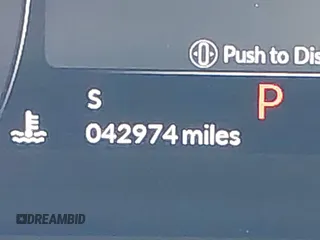 Push to Dis
S
P
042974 miles
DREAMBID